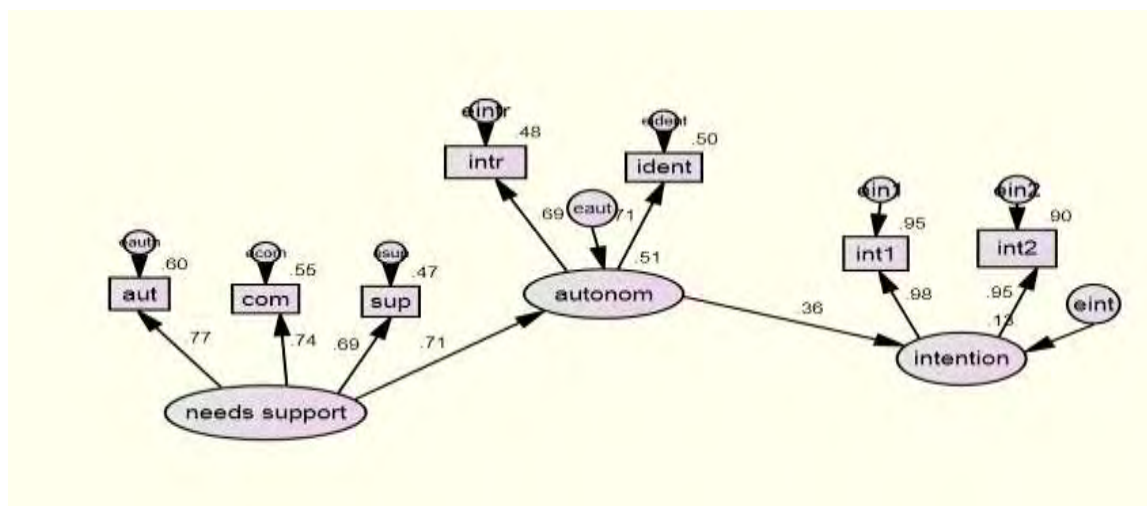 eintr
.48
eident
.50
intr
ident
ein1
ein2
eaut
.69
.71
.95
.90
eauth
ecom
esup
int1
int2
.60
.55
.47
.51
aut
com
sup
autonom
.98
.95
eint
.36
.13
.77
.74
.69
.71
intention
needs support